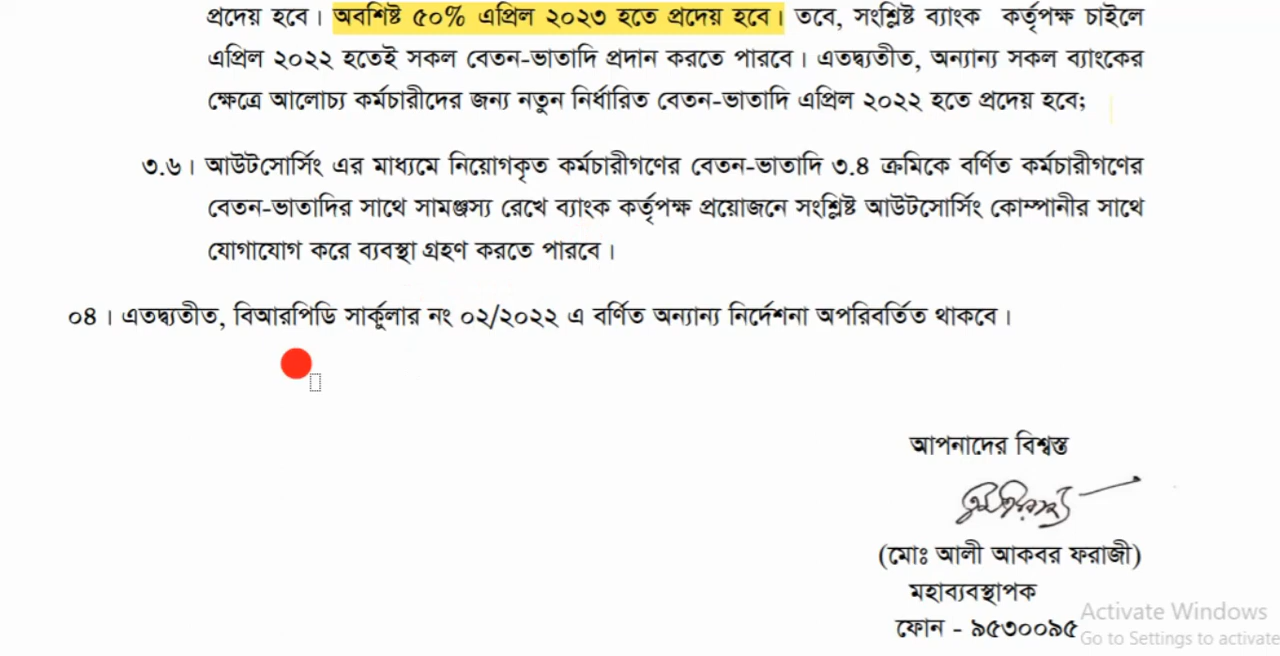 প্রদেয় হবে। অবশিষ্ট ৫০% এপ্রিল ২০২৩ হতে প্রদেয় হবে। তবে, সংশ্লিষ্ট ব্যাংক কর্তৃপক্ষ চাইলে
এপ্রিল ২০২২ হতেই সকল বেতন-ভাতাদি প্রদান করতে পারবে। এতদ্ব্যতীত, অন্যান্য সকল ব্যাংকের
ক্ষেত্রে আলোচ্য কর্মচারীদের জন্য নতুন নির্ধারিত বেতন-ভাতাদি এপ্রিল ২০২২ হতে প্রদেয় হবে;
৩.৬। আউটসোর্সিং এর মাধ্যমে নিয়োগকৃত কর্মচারীগণের বেতন-ভাতাদি ৩.৪ ক্রমিকে বর্ণিত কর্মচারীগণের
বেতন-ভাতাদির সাথে সামঞ্জস্য রেখে ব্যাংক কর্তৃপক্ষ প্রয়োজনে সংশ্লিষ্ট আউটসোর্সিং কোম্পানীর সাথে
যোগাযোগ করে ব্যবস্থা গ্রহণ করতে পারবে।
০৪। এতদ্ব্যতীত, বিআরপিডি সার্কুলার নং ০২/২০২২ এ বর্ণিত অন্যান্য নির্দেশনা অপরিবর্তিত থাকবে।
আপনাদের বিশ্বস্ত
(মোঃ আলী আকবর ফরাজী)
মহাব্যবস্থাপক
ফোন - ৯৫৩০০৯৫
Activate Windows
Go to Settings to activate